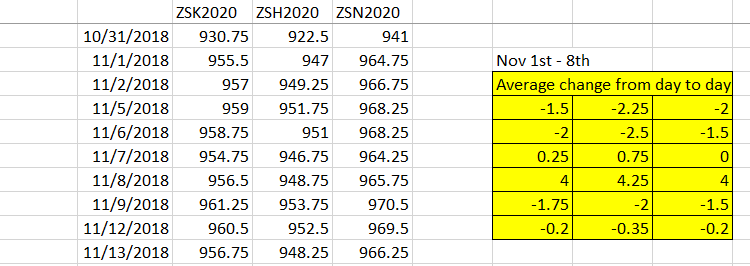 ZSK2020 ZSH2020 ZSN2020
10/31/2018 930.75 922.5 941
11/1/2018 955.5 947 964.75 Nov 1st - 8th
11/2/2018 957 949.25 966.75 Average change from day to day
11/5/2018 959 951.75 968.25 -1.5 -2.25 -2
11/6/2018 958.75 951 968.25 -2 -2.5 -1.5
11/7/2018 954.75 946.75 964.25 0.25 0.75 0
11/8/2018 956.5 948.75 965.75 4 4.25 4
11/9/2018 961.25 953.75 970.5 -1.75 -2 -1.5
11/12/2018 960.5 952.5 969.5 -0.2 -0.35 -0.2
11/13/2018 956.75 948.25 966.25